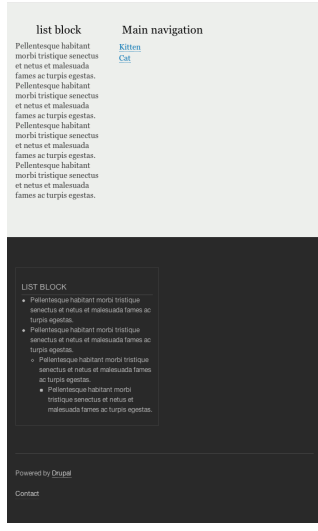 list block
Pellentesque habitant
morbi tristique senectus
et netus et malesuada
fames ac turpis egestas.
Pellentesque habitant
morbi tristique senectus
et netus et malesuada
fames ac turpis egestas.
Pellentesque habitant
morbi tristique senectus
et netus et malesuada
fames ac turpis egestas.
Pellentesque habitant
morbi tristique senectus
et netus et malesuada
fames ac turpis egestas.
Main navigation
Kitten
Cat
LIST BLOCK
Pellentesque habitant morbi tristique
senectus et netus et malesuada fames ac
turpis egestas.
Pellentesque habitant morbi tristique
senectus et netus et malesuada fames ac
turpis egestas.
Pellentesque habitant morbi tristique
senectus et netus et malesuada fames
ac turpis egestas.
Pellentesque habitant morbi
tristique senectus et netus et
malesuada fames ac turpis egestas.
Powered by Drupal
Contact